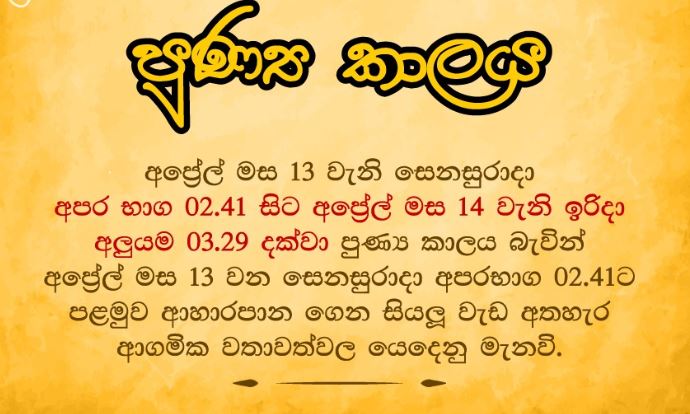 පුණ්‍ය කාලය
අප්‍රේල් මස 13 වැනි සෙනසුරාදා
අපර භාග 02.41 සිට අප්‍රේල් මස 14 වැනි ඉරිදා
අලුයම 03.29 දක්වා පුණ්‍ය කාලය බැවින්
අප්‍රේල් මස 13 වන සෙනසුරාදා අපරභාග 02.41ට
පළමුව ආහාරපාන ගෙන සියලූ වැඩ අතහැර
ආගමික වතාවත්වල යෙදෙනු මැනවි.